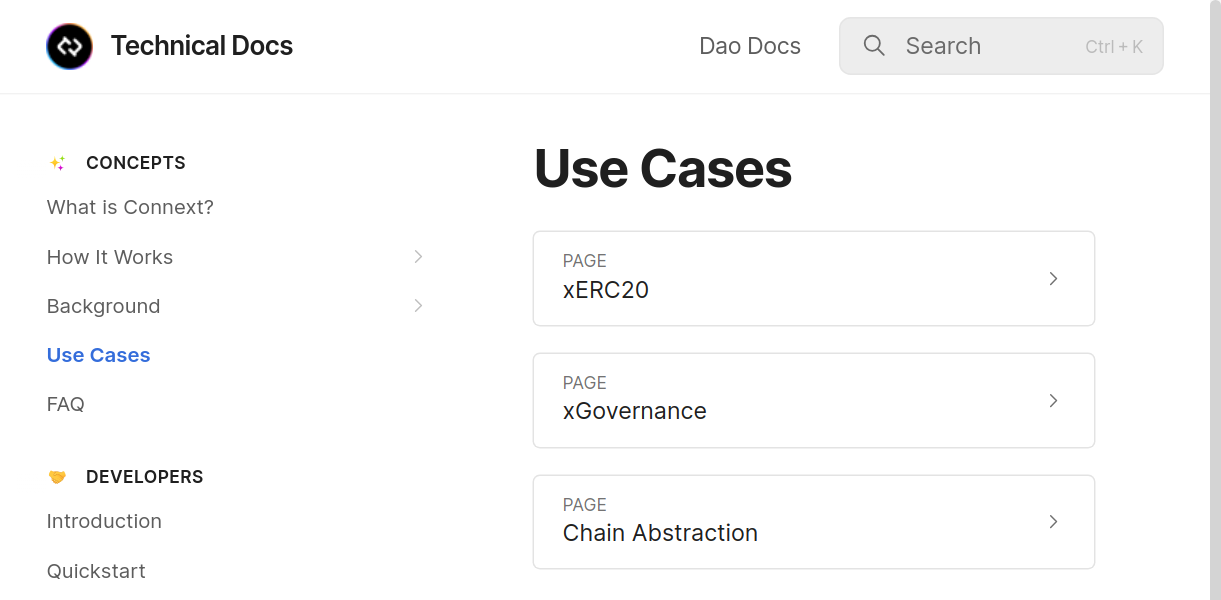 Technical Docs
Dao Docs
Search
Ctrl + K
CONCEPTS
What is Connext?
How It Works
Background
Use Cases
FAQ
DEVELOPERS
Introduction
Quickstart
Use Cases
PAGE
xERC20
PAGE
xGovernance
PAGE
Chain Abstraction